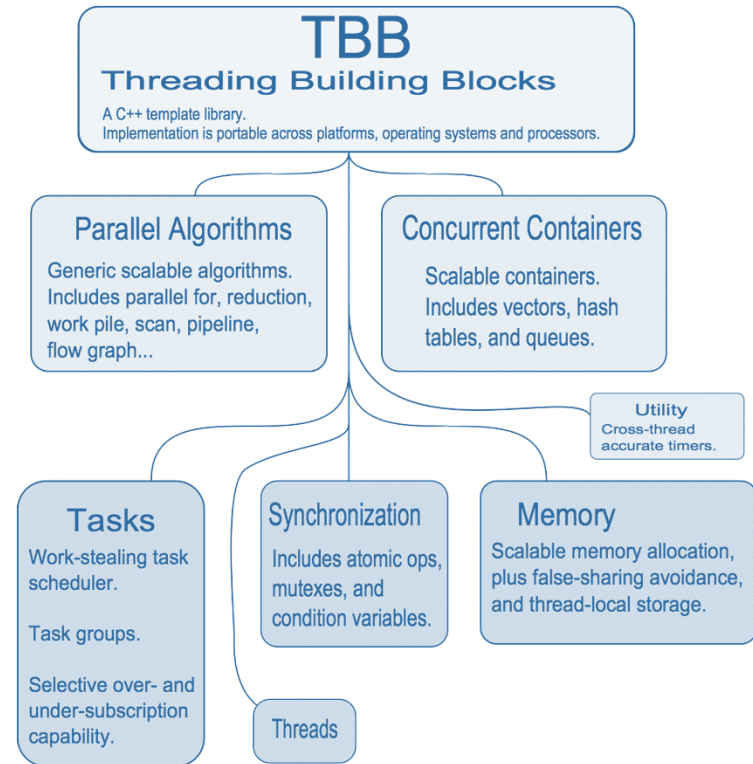 TBB
Threading Building Blocks
A C++ template library.
Implementation is portable across platforms, operating systems and processors.
Parallel Algorithms
Generic scalable algorithms.
Includes parallel for, reduction,
work pile, scan, pipeline,
flow graph...
Concurrent Containers
Scalable containers.
Includes vectors, hash
tables, and queues.
Utility
Cross-thread
accurate timers.
Tasks
Work-stealing task
scheduler.
Task groups.
Selective over- and
under-subscription
capability.
Synchronization
Includes atomic ops,
mutexes, and
condition variables.
Memory
Scalable memory allocation,
plus false-sharing avoidance,
and thread-local storage.
Threads